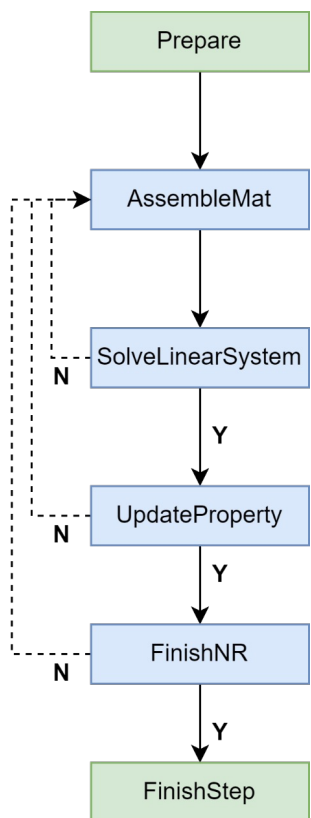 Prepare
AssembleMat
SolveLinearSystem
N
Y
UpdateProperty
N
Y
FinishNR
N
Y
FinishStep